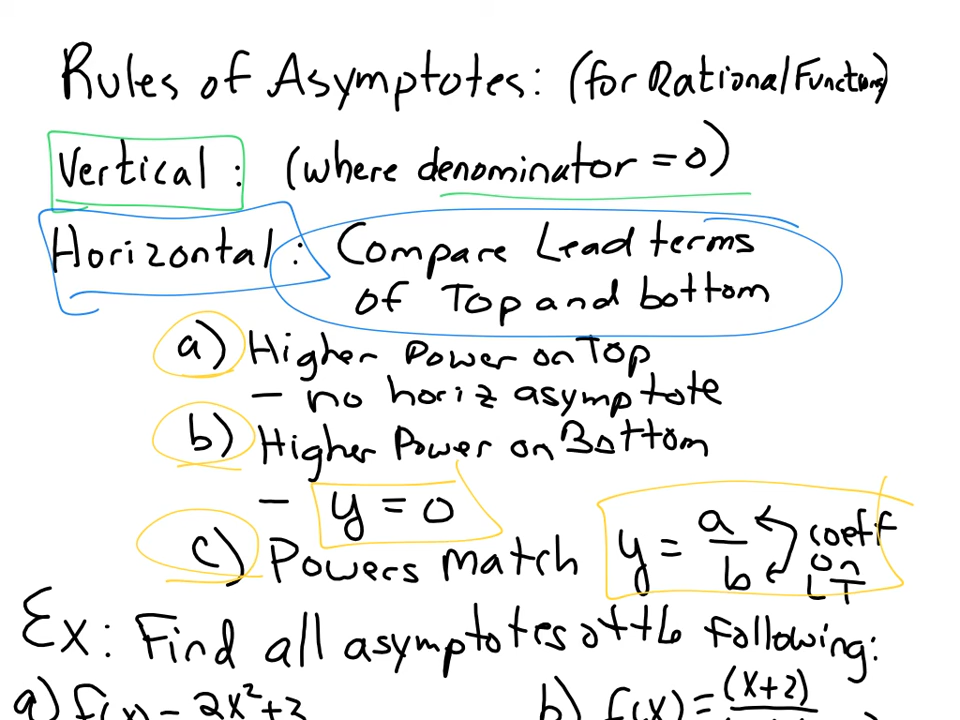 Rules of Asymptotes: (for Rational Functions)
Vertical: (where denominator = 0)
Horizontal: Compare Lead terms
of Top and bottom
a) Higher Power on Top
- no horiz asymptote
b) Higher Power on Bottom
- y = 0
c) Powers Match y = a/b coeff on LT
Ex: Find all asymptotes of the following:
a) f(x) = 2x²+3
b) f(x) = (x+2)